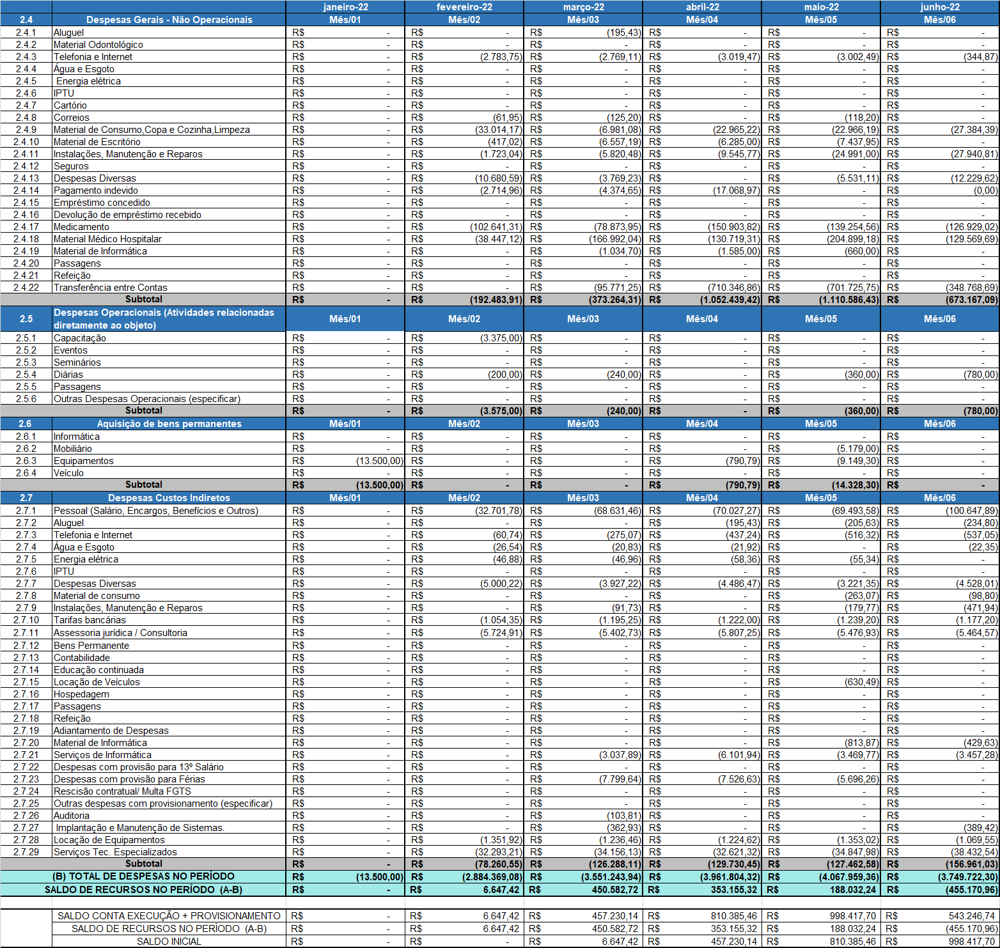 janeiro-22 fevereiro-22 março-22 abril-22 maio-22 junho-22
2.4 Despesas Gerais - Não Operacionais Mês/01 Mês/02 Mês/03 Mês/04 Mês/05 Mês/06
2.4.1 Aluguel R$ - R$ - R$ (195,43) R$ - R$ - R$ -
2.4.2 Material Odontológico R$ - R$ - R$ - R$ - R$ - R$ -
2.4.3 Telefonia e Internet R$ - R$ (2.783,75) R$ (2.769,11) R$ (3.019,47) R$ (3.002,49) R$ (344,87)
2.4.4 Água e Esgoto R$ - R$ - R$ - R$ - R$ - R$ -
2.4.5 Energia elétrica R$ - R$ - R$ - R$ - R$ - R$ -
2.4.6 IPTU R$ - R$ - R$ - R$ - R$ - R$ -
2.4.7 Cartório R$ - R$ - R$ - R$ - R$ - R$ -
2.4.8 Correios R$ - R$ (61,95) R$ (125,20) R$ - R$ (118,20) R$ -
2.4.9 Material de Consumo,Copa e Cozinha,Limpeza R$ - R$ (33.014,17) R$ (6.981,08) R$ (22.965,22) R$ (22.966,19) R$ (27.384,39)
2.4.10 Material de Escritório R$ - R$ (417,02) R$ (6.557,19) R$ (6.285,00) R$ (7.437,95) R$ -
2.4.11 Instalações, Manutenção e Reparos R$ - R$ (1.723,04) R$ (5.820,48) R$ (9.545,77) R$ (24.991,00) R$ (27.940,81)
2.4.12 Seguros R$ - R$ - R$ - R$ - R$ - R$ -
2.4.13 Despesas Diversas R$ - R$ (10.680,59) R$ (3.769,23) R$ - R$ (5.531,11) R$ (12.229,62)
2.4.14 Pagamento indevido R$ - R$ (2.714,96) R$ (4.374,65) R$ (17.068,97) R$ - R$ (0,00)
2.4.15 Empréstimo concedido R$ - R$ - R$ - R$ - R$ - R$ -
2.4.16 Devolução de empréstimo recebido R$ - R$ - R$ - R$ - R$ - R$ -
2.4.17 Medicamento R$ - R$ (102.641,31) R$ (78.873,95) R$ (150.903,82) R$ (139.254,56) R$ (126.929,02)
2.4.18 Material Médico Hospitalar R$ - R$ (38.447,12) R$ (166.992,04) R$ (130.719,31) R$ (204.899,18) R$ (129.569,69)
2.4.19 Material de Informática R$ - R$ - R$ (1.034,70) R$ (1.585,00) R$ (660,00) R$ -
2.4.20 Passagens R$ - R$ - R$ - R$ - R$ - R$ -
2.4.21 Refeição R$ - R$ - R$ - R$ - R$ - R$ -
2.4.22 Transferência entre Contas R$ - R$ - R$ (95.771,25) R$ (710.346,86) R$ (701.725,75) R$ (348.768,69)
Subtotal R$ - R$ (192.483,91) R$ (373.264,31) R$ (1.052.439,42) R$ (1.110.586,43) R$ (673.167,09)
2.5 Despesas Operacionais (Atividades relacionadas
diretamente ao objeto) Mês/01 Mês/02 Mês/03 Mês/04 Mês/05 Mês/06
2.5.1 Capacitação R$ - R$ (3.375,00) R$ - R$ - R$ - R$ -
2.5.2 Eventos R$ - R$ - R$ - R$ - R$ - R$ -
2.5.3 Seminários R$ - R$ - R$ - R$ - R$ - R$ -
2.5.4 Diárias R$ - R$ (200,00) R$ (240,00) R$ - R$ (360,00) R$ (780,00)
2.5.5 Passagens R$ - R$ - R$ - R$ - R$ - R$ -
2.5.6 Outras Despesas Operacionais (especificar) R$ - R$ - R$ - R$ - R$ - R$ -
Subtotal R$ - R$ (3.575,00) R$ (240,00) R$ - R$ (360,00) R$ (780,00)
2.6 Aquisição de bens permanentes Mês/01 Mês/02 Mês/03 Mês/04 Mês/05 Mês/06
2.6.1 Informática R$ - R$ - R$ - R$ - R$ - R$ -
2.6.2 Mobiliário R$ - R$ - R$ - R$ - R$ (5.179,00) R$ -
2.6.3 Equipamentos R$ (13.500,00) R$ - R$ - R$ (790,79) R$ (9.149,30) R$ -
2.6.4 Veículo R$ - R$ - R$ - R$ - R$ - R$ -
Subtotal R$ (13.500,00) R$ - R$ - R$ (790,79) R$ (14.328,30) R$ -
2.7 Despesas Custos Indiretos Mês/01 Mês/02 Mês/03 Mês/04 Mês/05 Mês/06
2.7.1 Pessoal (Salário, Encargos, Benefícios e Outros) R$ - R$ (32.701,78) R$ (68.631,46) R$ (70.027,27) R$ (69.493,58) R$ (100.647,89)
2.7.2 Aluguel R$ - R$ - R$ - R$ (195,43) R$ (205,63) R$ (234,80)
2.7.3 Telefonia e Internet R$ - R$ (60,74) R$ (275,07) R$ (437,24) R$ (516,32) R$ (537,05)
2.7.4 Água e Esgoto R$ - R$ (26,54) R$ (20,83) R$ (21,92) R$ - R$ (22,35)
2.7.5 Energia elétrica R$ - R$ (46,88) R$ (46,96) R$ (58,36) R$ (55,34) R$ -
2.7.6 IPTU R$ - R$ - R$ - R$ - R$ - R$ -
2.7.7 Despesas Diversas R$ - R$ (5.000,22) R$ (3.927,22) R$ (4.486,47) R$ (3.221,35) R$ (4.528,01)
2.7.8 Material de consumo R$ - R$ - R$ - R$ - R$ (263,07) R$ (98,80)
2.7.9 Instalações, Manutenção e Reparos R$ - R$ - R$ (91,73) R$ - R$ (179,77) R$ (471,94)
2.7.10 Tarifas bancárias R$ - R$ (1.054,35) R$ (1.195,25) R$ (1.222,00) R$ (1.239,20) R$ (1.177,20)
2.7.11 Assessoria jurídica / Consultoria R$ - R$ (5.724,91) R$ (5.402,73) R$ (5.807,25) R$ (5.476,93) R$ (5.464,57)
2.7.12 Bens Permanente R$ - R$ - R$ - R$ - R$ - R$ -
2.7.13 Contabilidade R$ - R$ - R$ - R$ - R$ - R$ -
2.7.14 Educação continuada R$ - R$ - R$ - R$ - R$ - R$ -
2.7.15 Locação de Veículos R$ - R$ - R$ - R$ - R$ (630,49) R$ -
2.7.16 Hospedagem R$ - R$ - R$ - R$ - R$ - R$ -
2.7.17 Passagens R$ - R$ - R$ - R$ - R$ - R$ -
2.7.18 Refeição R$ - R$ - R$ - R$ - R$ - R$ -
2.7.19 Adiantamento de Despesas R$ - R$ - R$ - R$ - R$ - R$ -
2.7.20 Material de Informática R$ - R$ - R$ - R$ - R$ (813,87) R$ (429,63)
2.7.21 Serviços de Informática R$ - R$ - R$ (3.037,89) R$ (6.101,94) R$ (3.469,77) R$ (3.457,28)
2.7.22 Despesas com provisão para 13º Salário R$ - R$ - R$ - R$ - R$ - R$ -
2.7.23 Despesas com provisão para Férias R$ - R$ - R$ (7.799,64) R$ (7.526,63) R$ (5.696,26) R$ -
2.7.24 Rescisão contratual/ Multa FGTS R$ - R$ - R$ - R$ - R$ - R$ -
2.7.25 Outras despesas com provisionamento (especificar) R$ - R$ - R$ - R$ - R$ - R$ -
2.7.26 Auditoria R$ - R$ - R$ (103,81) R$ - R$ - R$ -
2.7.27 Implantação e Manutenção de Sistemas. R$ - R$ - R$ (362,93) R$ - R$ - R$ (389,42)
2.7.28 Locação de Equipamentos R$ - R$ (1.351,92) R$ (1.236,46) R$ (1.224,62) R$ (1.353,02) R$ (1.069,55)
2.7.29 Serviços Tec. Especializados R$ - R$ (32.293,21) R$ (34.156,13) R$ (32.621,32) R$ (34.847,98) R$ (38.432,54)
Subtotal R$ - R$ (78.260,55) R$ (126.288,11) R$ (129.730,45) R$ (127.462,58) R$ (156.961,03)
(B) TOTAL DE DESPESAS NO PERÍODO R$ (13.500,00) R$ (2.884.369,08) R$ (3.551.243,94) R$ (3.961.804,32) R$ (4.067.959,36) R$ (3.749.722,30)
SALDO DE RECURSOS NO PERÍODO (A-B) R$ - R$ 6.647,42 R$ 450.582,72 R$ 353.155,32 R$ 188.032,24 R$ (455.170,96)
SALDO CONTA EXECUÇÃO + PROVISIONAMENTO R$ - R$ 6.647,42 R$ 457.230,14 R$ 810.385,46 R$ 998.417,70 R$ 543.246,74
SALDO DE RECURSOS NO PERÍODO (A-B) R$ - R$ 6.647,42 R$ 450.582,72 R$ 353.155,32 R$ 188.032,24 R$ (455.170,96)
SALDO INICIAL R$ - R$ - R$ 6.647,42 R$ 457.230,14 R$ 810.385,46 R$ 998.417,70